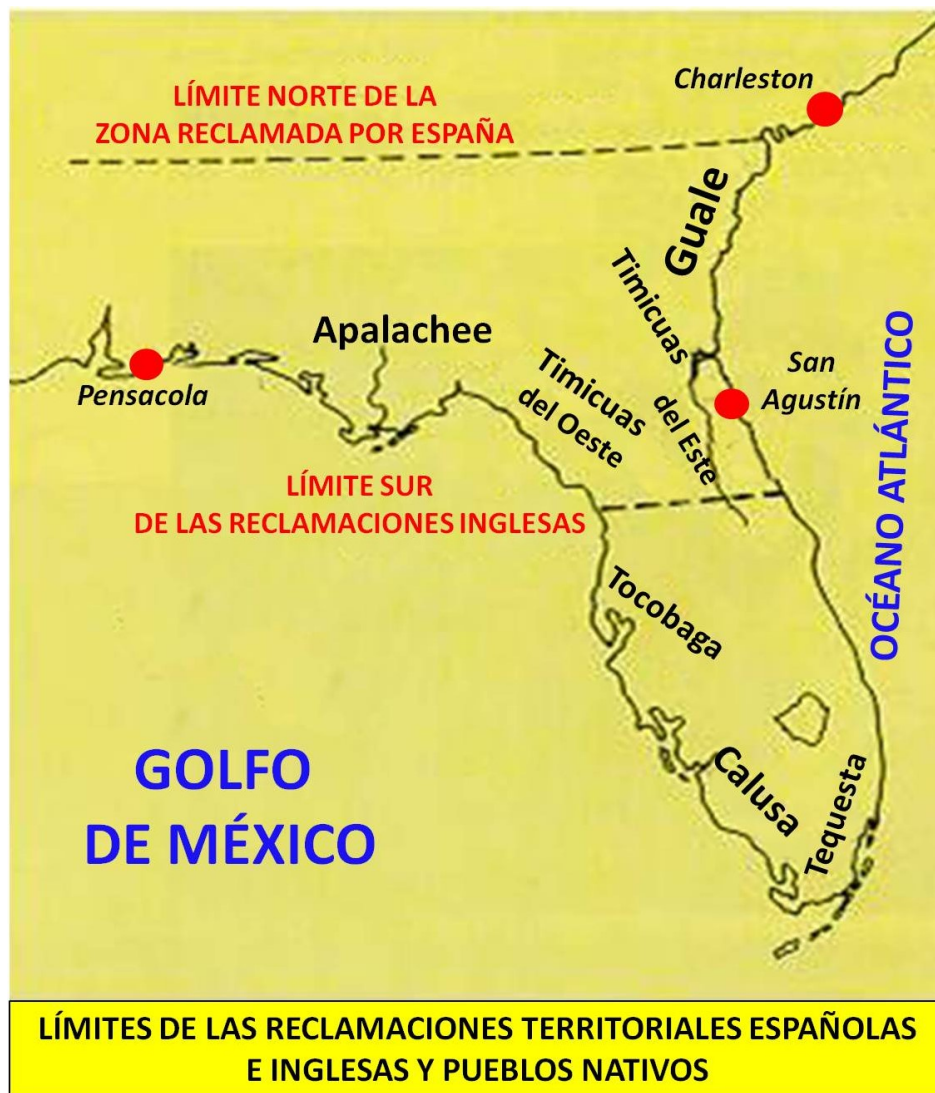 LÍMITE NORTE DE LA
ZONA RECLAMADA POR ESPAÑA
Charleston
Guale
Timicuas
del Este
Apalachee
Pensacola
Timicuas
del Oeste
San
Agustín
OCÉANO ATLÁNTICO
LÍMITE SUR
DE LAS RECLAMACIONES INGLESAS
Tocobaga
GOLFO
DE MÉXICO
Calusa
Tequesta
LÍMITES DE LAS RECLAMACIONES TERRITORIALES ESPAÑOLAS
E INGLESAS Y PUEBLOS NATIVOS